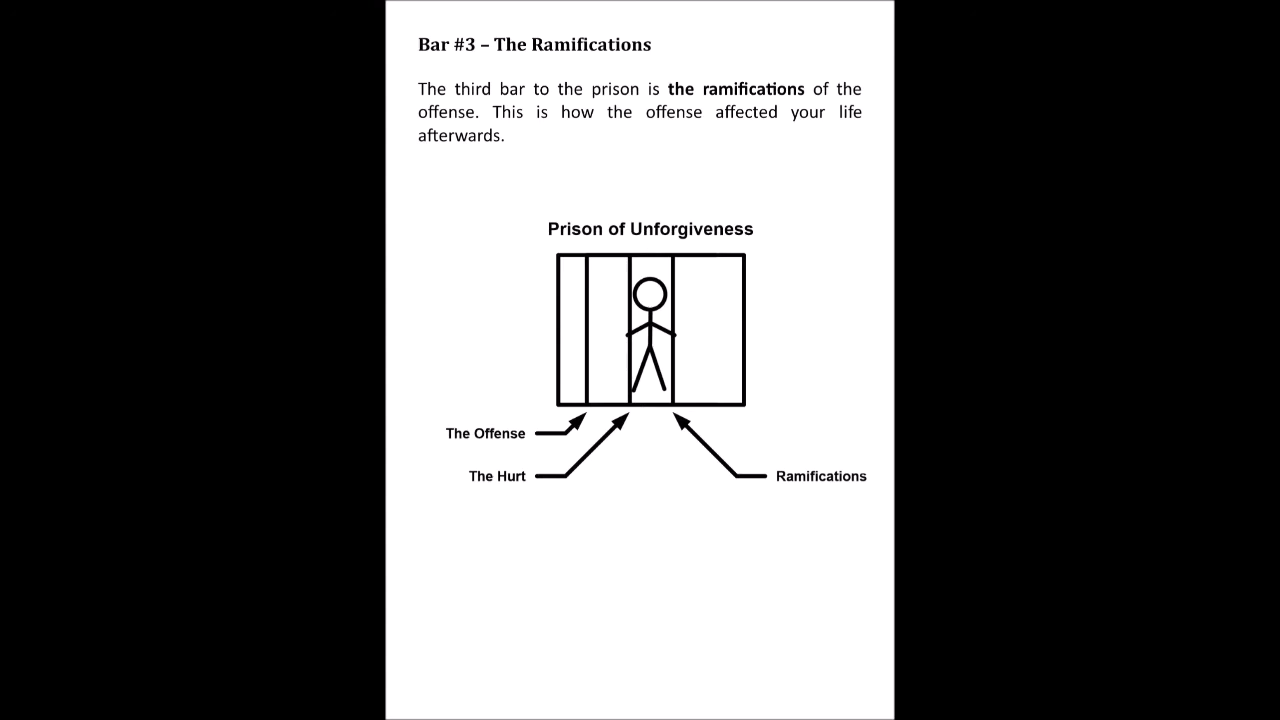 Bar #3 – The Ramifications
The third bar to the prison is the ramifications of the
offense. This is how the offense affected your life
afterwards.
Prison of Unforgiveness
The Offense
The Hurt
Ramifications